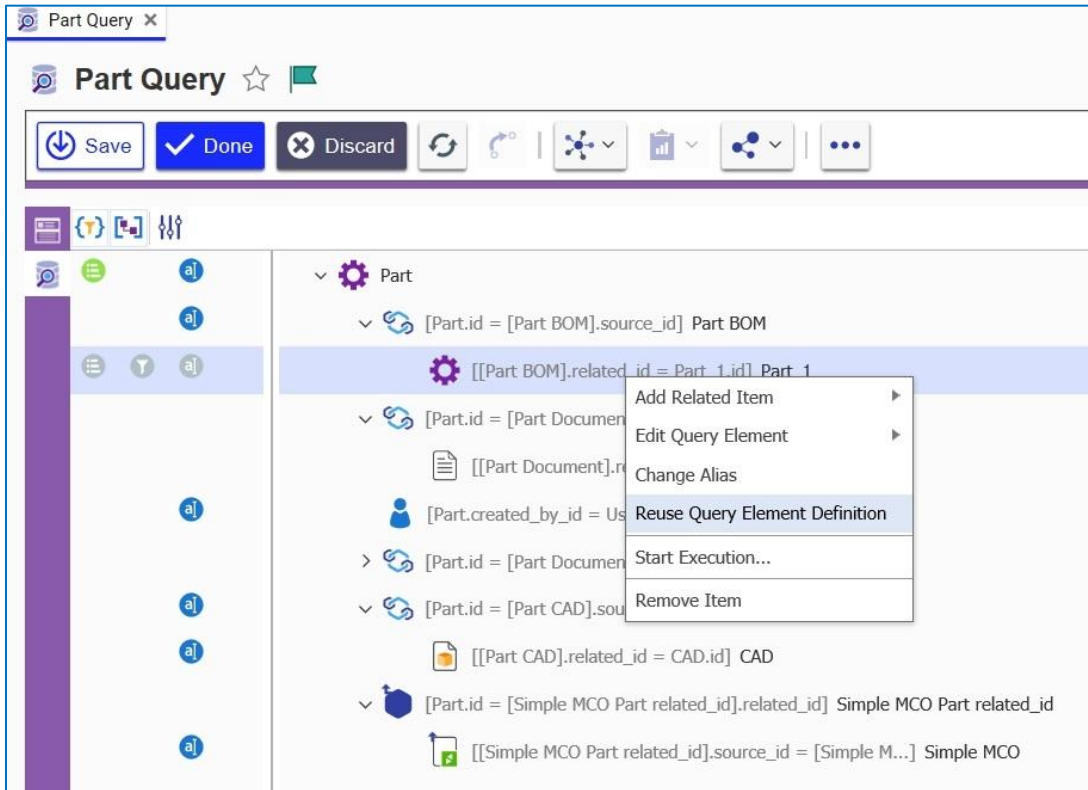 Part Query
Part Query
Save Done Discard
Part
[Part.id = [Part BOM].source_id] Part BOM
[[Part BOM].related_id = Part_1.id] Part_1
Add Related Item
[Part.id = [Part Documen
Edit Query Element
[[Part Document].r
Change Alias
[Part.created_by_id = Us
Reuse Query Element Definition
[Part.id = [Part Documen
Start Execution...
[Part.id = [Part CAD].sou
Remove Item
[[Part CAD].related_id = CAD.id] CAD
[Part.id = [Simple MCO Part related_id].related_id] Simple MCO Part related_id
[[Simple MCO Part related_id].source_id = [Simple M...] Simple MCO